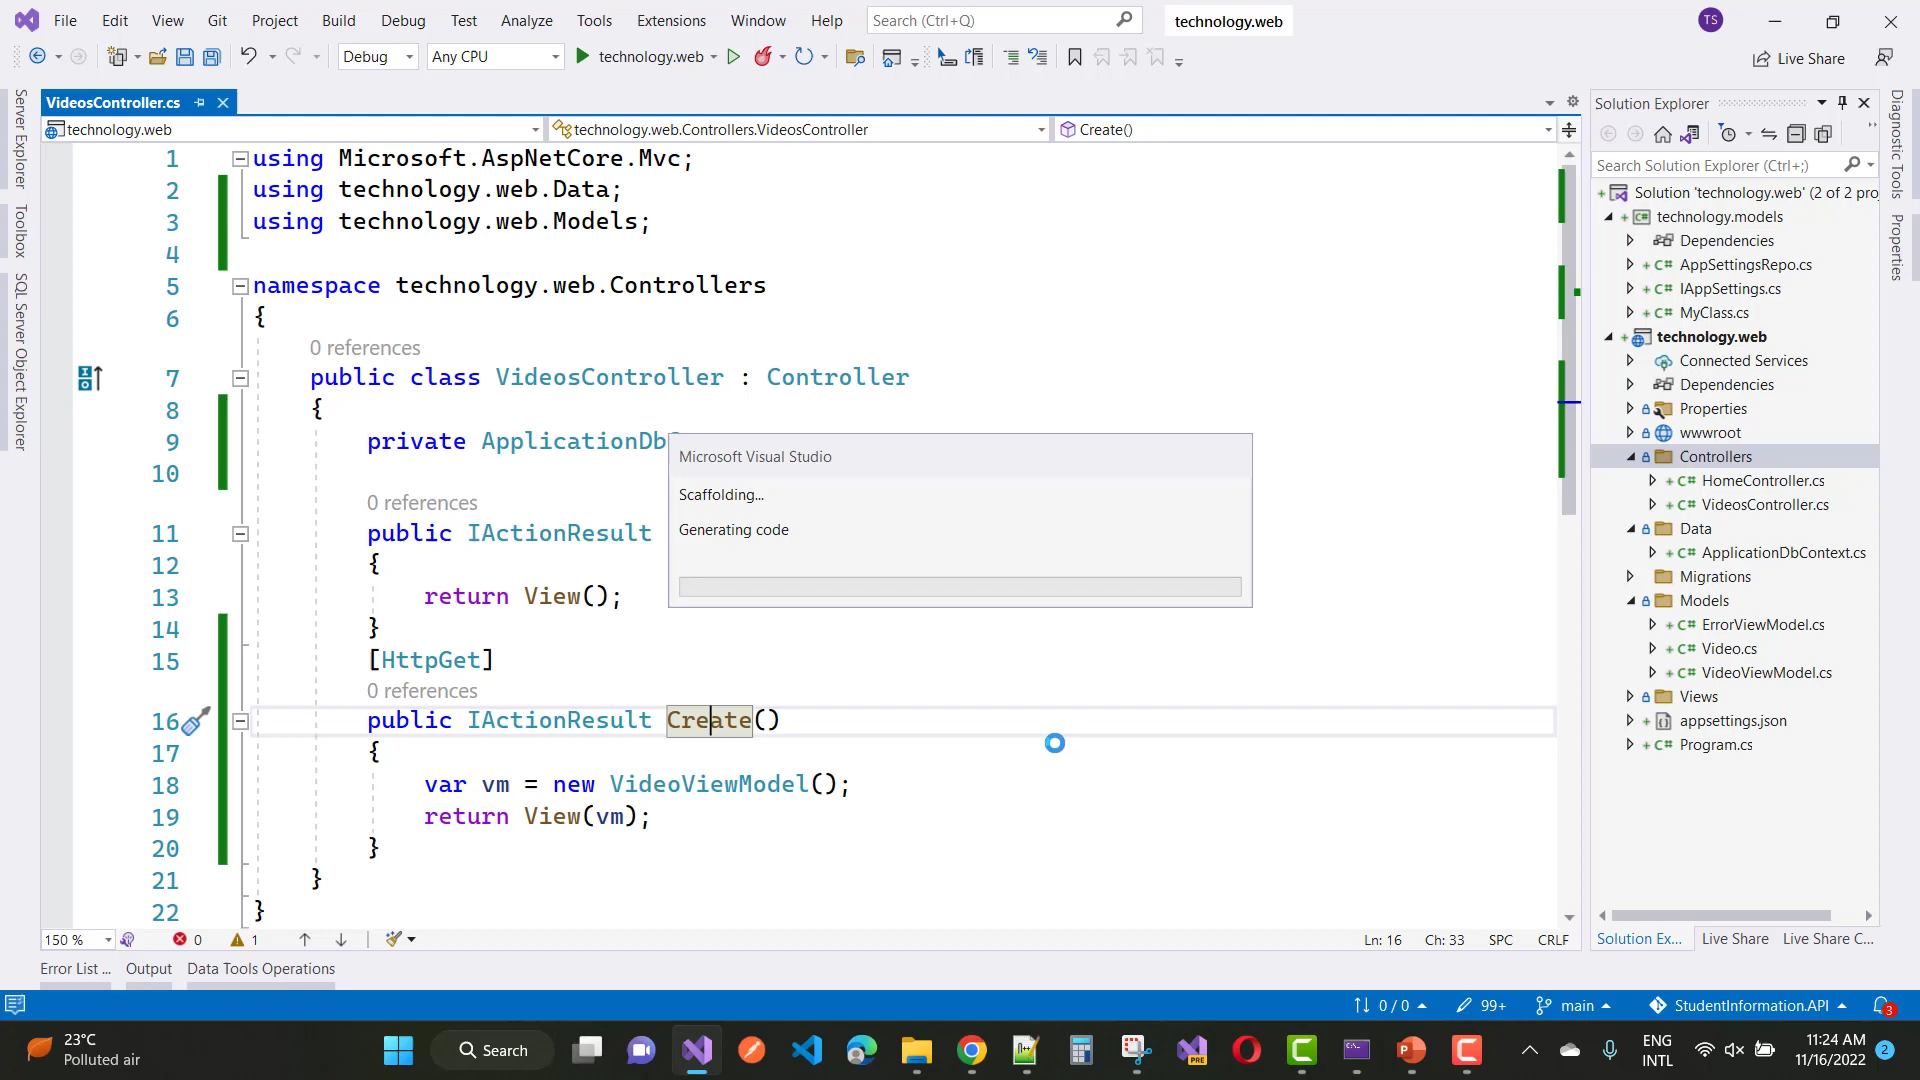 File Edit View Git Project Build Debug Test Analyze Tools Extensions Window Help Search (Ctrl+Q) technology.web TS
Debug Any CPU technology.web Live Share
VideosController.cs
technology.web technology.web.Controllers.VideosController Create()
Server Explorer
Toolbox
SQL Server Object Explorer
1 using Microsoft.AspNetCore.Mvc;
2 using technology.web.Data;
3 using technology.web.Models;
4
5 namespace technology.web.Controllers
6 {
0 references
7 public class VideosController : Controller
8 {
9 private ApplicationDb
10
0 references
11 public IActionResult
12 {
13 return View();
14 }
15 [HttpGet]
0 references
16 public IActionResult Create()
17 {
18 var vm = new VideoViewModel();
19 return View(vm);
20 }
21 }
22 }
Microsoft Visual Studio
Scaffolding...
Generating code
150 % 0 1 Ln: 16 Ch: 33 SPC CRLF
Error List ... Output Data Tools Operations
Solution Explorer
Search Solution Explorer (Ctrl+;)
Solution 'technology.web' (2 of 2 proj
technology.models
Dependencies
C# AppSettingsRepo.cs
C# IAppSettings.cs
C# MyClass.cs
technology.web
Connected Services
Dependencies
Properties
wwwroot
Controllers
C# HomeController.cs
C# VideosController.cs
Data
C# ApplicationDbContext.cs
Migrations
Models
C# ErrorViewModel.cs
C# Video.cs
C# VideoViewModel.cs
Views
appsettings.json
C# Program.cs
Solution Ex... Live Share Live Share C...
Diagnostic Tools
Properties
0 / 0 99+ main StudentInformation.API 3
23°C
Polluted air
Search
PRE
ENG
INTL
11:24 AM
11/16/2022
2